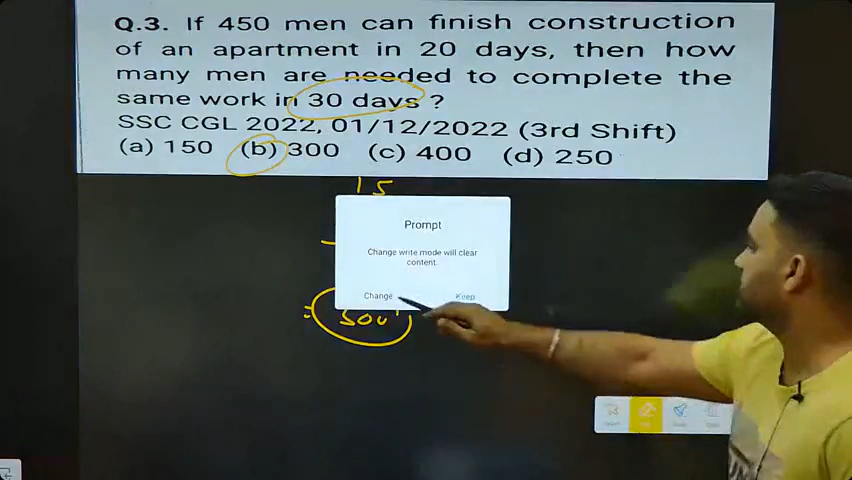 Q.3. If 450 men can finish construction
of an apartment in 20 days, then how
many men are needed to complete the
same work in 30 days ?
SSC CGL 2022, 01/12/2022 (3rd Shift)
(a) 150 (b) 300 (c) 400 (d) 250
15
Prompt
Change write mode will clear
content.
Change Keep
300